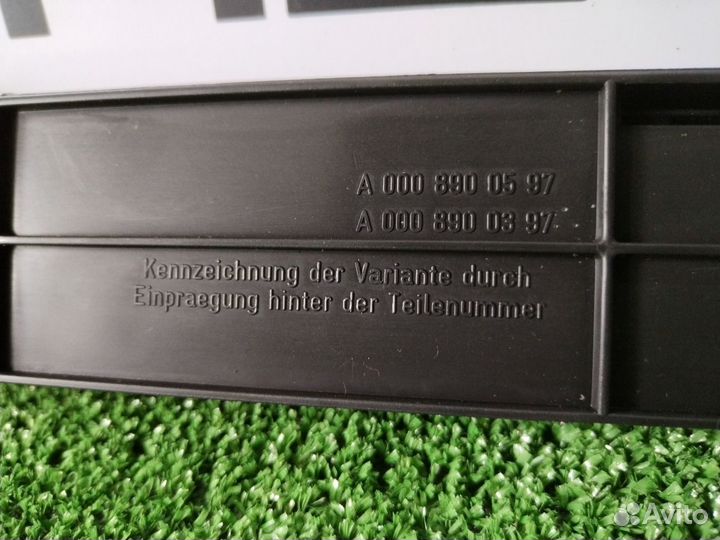 A 000 890 05 97
A 000 890 03 97
Kennzeichnung der Variante durch
Einpraegung hinter der Teilenummer
Avito